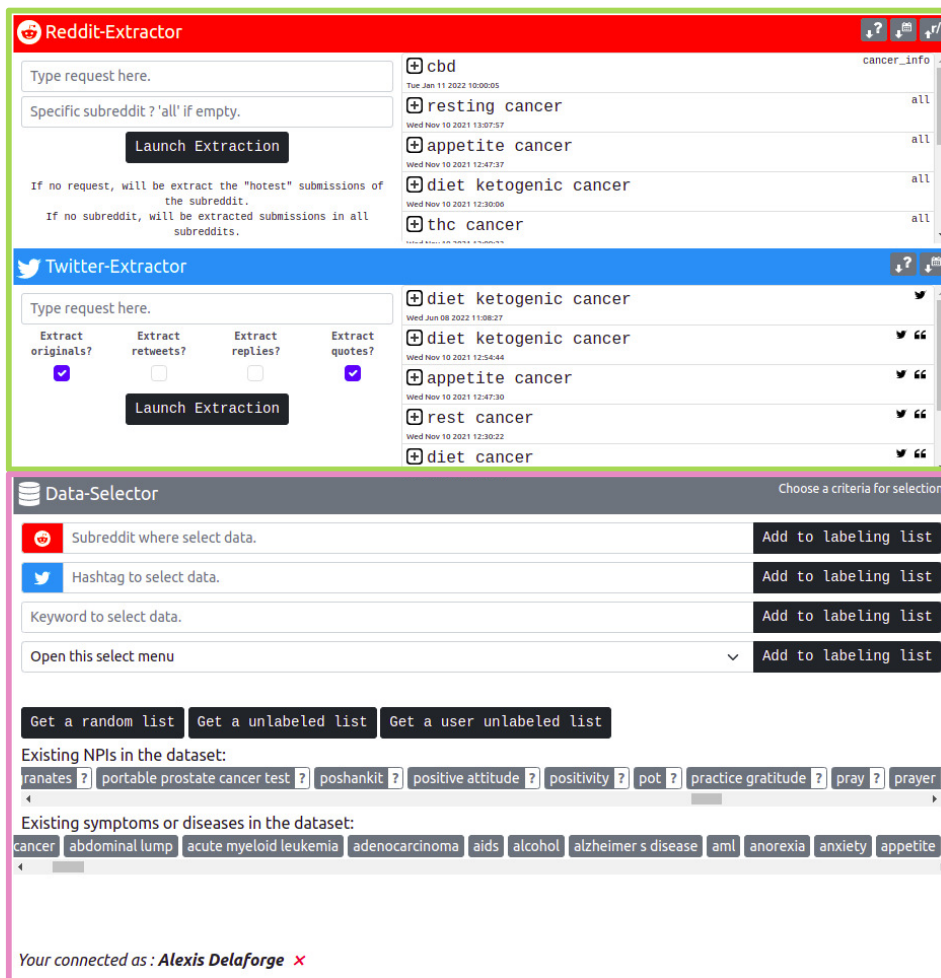 Reddit-Extractor
?
r/
Type request here.
Specific subreddit ? 'all' if empty.
Launch Extraction
If no request, will be extract the "hotest" submissions of
the subreddit.
If no subreddit, will be extracted submissions in all
subreddits.
cbd
cancer_info
Tue Jan 11 2022 10:00:05
resting cancer
all
Wed Nov 10 2021 13:07:57
appetite cancer
all
Wed Nov 10 2021 12:47:37
diet ketogenic cancer
all
Wed Nov 10 2021 12:30:06
thc cancer
all
Twitter-Extractor
?
Type request here.
Extract originals?
Extract retweets?
Extract replies?
Extract quotes?
Launch Extraction
diet ketogenic cancer
Wed Jun 08 2022 11:08:27
diet ketogenic cancer
Wed Nov 10 2021 12:54:44
appetite cancer
Wed Nov 10 2021 12:47:30
rest cancer
Wed Nov 10 2021 12:30:22
diet cancer
Data-Selector
Choose a criteria for selection
Subreddit where select data.
Add to labeling list
Hashtag to select data.
Add to labeling list
Keyword to select data.
Add to labeling list
Open this select menu
Add to labeling list
Get a random list Get a unlabeled list Get a user unlabeled list
Existing NPIs in the dataset:
granates ? portable prostate cancer test ? poshankit ? positive attitude ? positivity ? pot ? practice gratitude ? pray ? prayer
Existing symptoms or diseases in the dataset:
cancer abdominal lump acute myeloid leukemia adenocarcinoma aids alcohol alzheimer s disease aml anorexia anxiety appetite
Your connected as : Alexis Delaforge ×